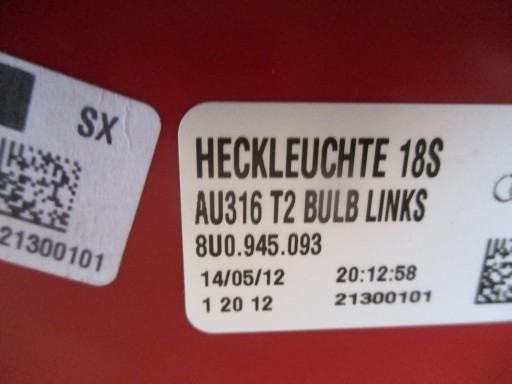 SX
21300101
HECKLEUCHTE 18S
AU316 T2 BULB LINKS
8U0.945.093
14/05/12 20:12:58
1 20 12 21300101